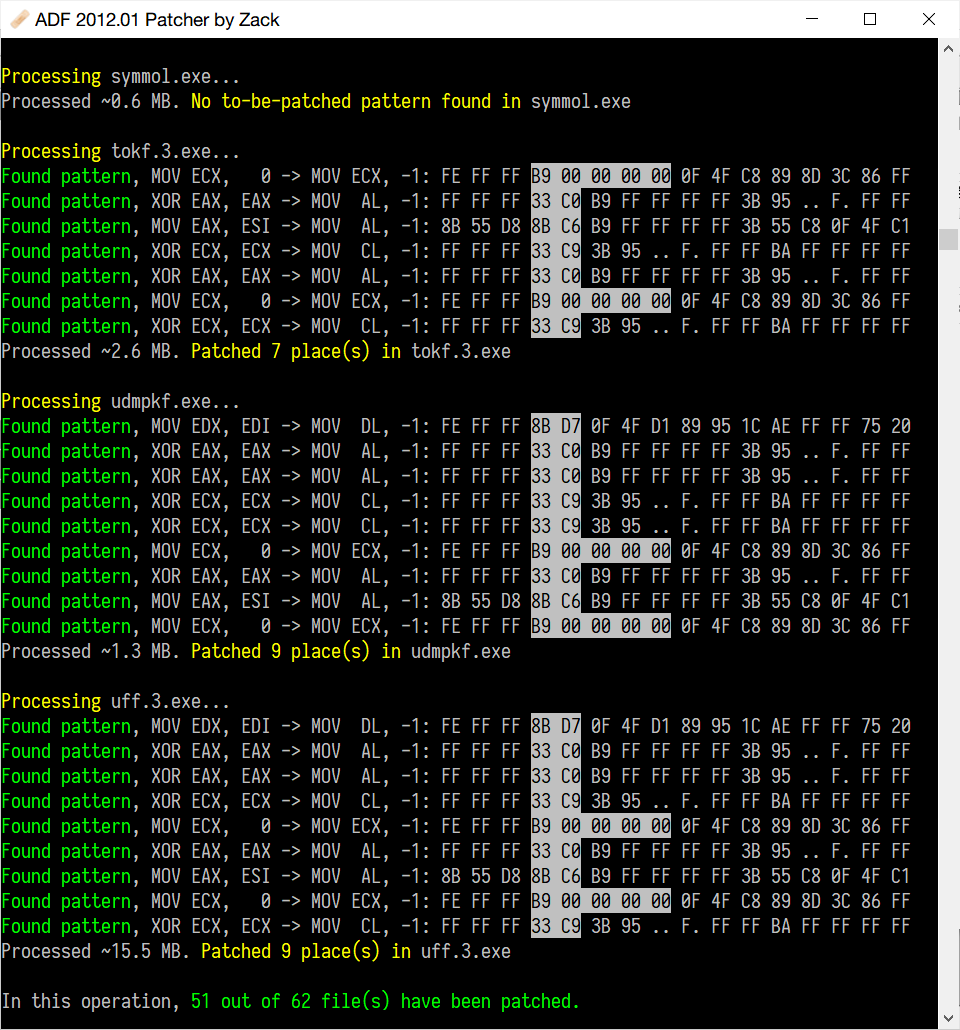 ADF 2012.01 Patcher by Zack
Processing symmol.exe...
Processed ~0.6 MB. No to-be-patched pattern found in symmol.exe
Processing tokf.3.exe...
Found pattern, MOV ECX,   0 -> MOV ECX, -1: FE FF FF B9 00 00 00 00 0F 4F C8 89 8D 3C 86 FF
Found pattern, XOR EAX, EAX -> MOV  AL, -1: FF FF FF 33 C0 B9 FF FF FF FF 3B 95 .. F. FF FF
Found pattern, MOV EAX, ESI -> MOV  AL, -1: 8B 55 D8 8B C6 B9 FF FF FF FF 3B 55 C8 0F 4F C1
Found pattern, XOR ECX, ECX -> MOV  CL, -1: FF FF FF 33 C9 3B 95 .. F. FF FF BA FF FF FF FF
Found pattern, XOR EAX, EAX -> MOV  AL, -1: FF FF FF 33 C0 B9 FF FF FF FF 3B 95 .. F. FF FF
Found pattern, MOV ECX,   0 -> MOV ECX, -1: FE FF FF B9 00 00 00 00 0F 4F C8 89 8D 3C 86 FF
Found pattern, XOR ECX, ECX -> MOV  CL, -1: FF FF FF 33 C9 3B 95 .. F. FF FF BA FF FF FF FF
Processed ~2.6 MB. Patched 7 place(s) in tokf.3.exe
Processing udmpkf.exe...
Found pattern, MOV EDX, EDI -> MOV  DL, -1: FE FF FF 8B D7 0F 4F D1 89 95 1C AE FF FF 75 20
Found pattern, XOR EAX, EAX -> MOV  AL, -1: FF FF FF 33 C0 B9 FF FF FF FF 3B 95 .. F. FF FF
Found pattern, XOR EAX, EAX -> MOV  AL, -1: FF FF FF 33 C0 B9 FF FF FF FF 3B 95 .. F. FF FF
Found pattern, XOR ECX, ECX -> MOV  CL, -1: FF FF FF 33 C9 3B 95 .. F. FF FF BA FF FF FF FF
Found pattern, XOR ECX, ECX -> MOV  CL, -1: FF FF FF 33 C9 3B 95 .. F. FF FF BA FF FF FF FF
Found pattern, MOV ECX,   0 -> MOV ECX, -1: FE FF FF B9 00 00 00 00 0F 4F C8 89 8D 3C 86 FF
Found pattern, XOR EAX, EAX -> MOV  AL, -1: FF FF FF 33 C0 B9 FF FF FF FF 3B 95 .. F. FF FF
Found pattern, MOV EAX, ESI -> MOV  AL, -1: 8B 55 D8 8B C6 B9 FF FF FF FF 3B 55 C8 0F 4F C1
Found pattern, MOV ECX,   0 -> MOV ECX, -1: FE FF FF B9 00 00 00 00 0F 4F C8 89 8D 3C 86 FF
Processed ~1.3 MB. Patched 9 place(s) in udmpkf.exe
Processing uff.3.exe...
Found pattern, MOV EDX, EDI -> MOV  DL, -1: FE FF FF 8B D7 0F 4F D1 89 95 1C AE FF FF 75 20
Found pattern, XOR EAX, EAX -> MOV  AL, -1: FF FF FF 33 C0 B9 FF FF FF FF 3B 95 .. F. FF FF
Found pattern, XOR EAX, EAX -> MOV  AL, -1: FF FF FF 33 C0 B9 FF FF FF FF 3B 95 .. F. FF FF
Found pattern, XOR ECX, ECX -> MOV  CL, -1: FF FF FF 33 C9 3B 95 .. F. FF FF BA FF FF FF FF
Found pattern, MOV ECX,   0 -> MOV ECX, -1: FE FF FF B9 00 00 00 00 0F 4F C8 89 8D 3C 86 FF
Found pattern, XOR EAX, EAX -> MOV  AL, -1: FF FF FF 33 C0 B9 FF FF FF FF 3B 95 .. F. FF FF
Found pattern, MOV EAX, ESI -> MOV  AL, -1: 8B 55 D8 8B C6 B9 FF FF FF FF 3B 55 C8 0F 4F C1
Found pattern, MOV ECX,   0 -> MOV ECX, -1: FE FF FF B9 00 00 00 00 0F 4F C8 89 8D 3C 86 FF
Found pattern, XOR ECX, ECX -> MOV  CL, -1: FF FF FF 33 C9 3B 95 .. F. FF FF BA FF FF FF FF
Processed ~15.5 MB. Patched 9 place(s) in uff.3.exe
In this operation, 51 out of 62 file(s) have been patched.